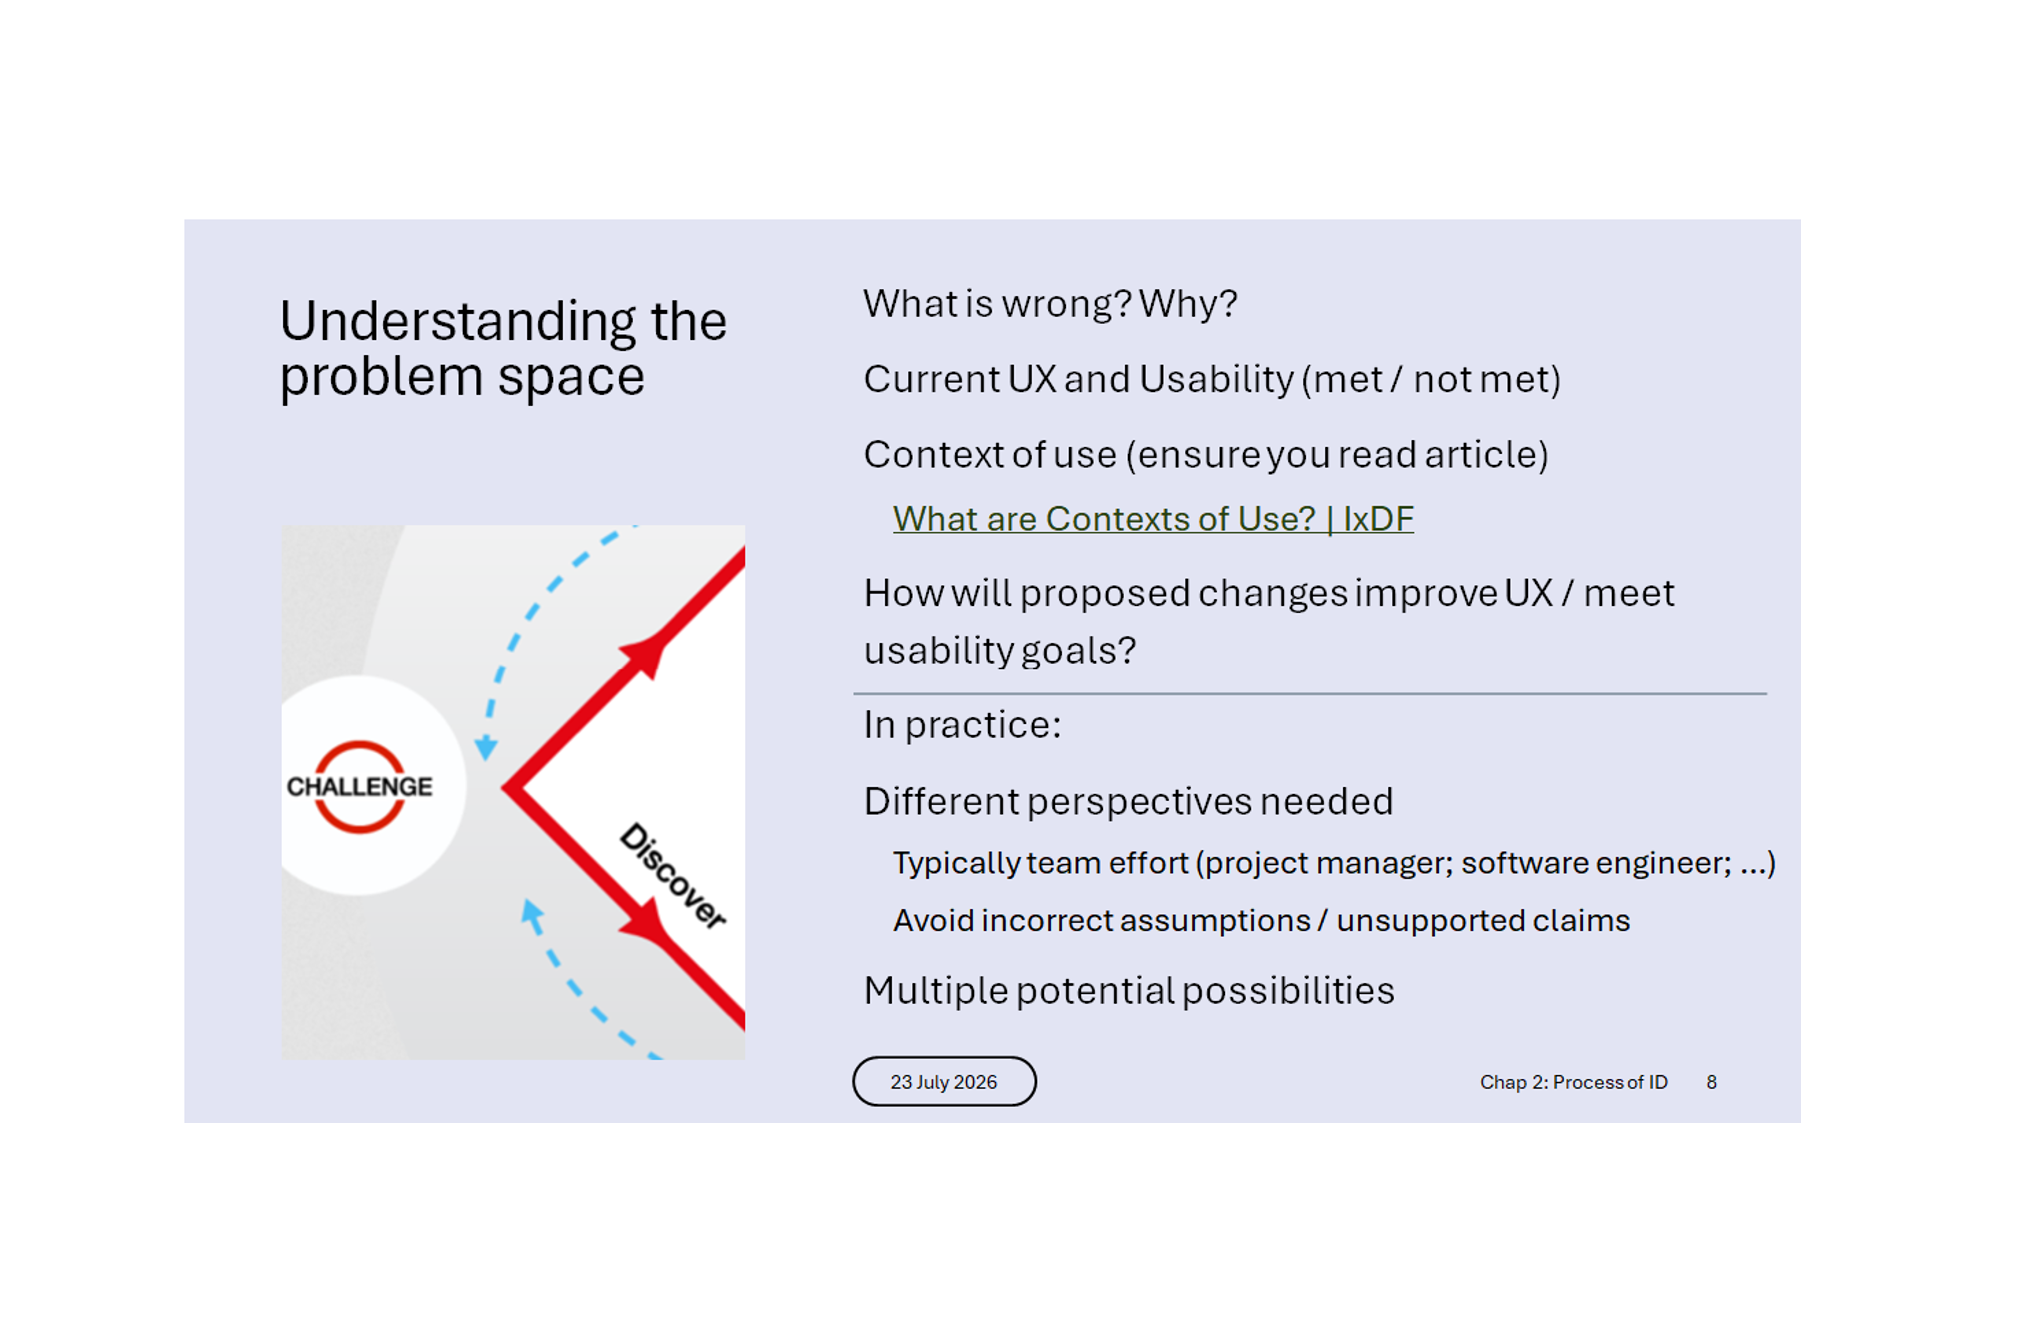 Understanding the
problem space
CHALLENGE
Discover
What is wrong? Why?
Current UX and Usability (met / not met)
Context of use (ensure you read article)
What are Contexts of Use? | IxDF
How will proposed changes improve UX / meet
usability goals?
In practice:
Different perspectives needed
Typically team effort (project manager; software engineer; ...)
Avoid incorrect assumptions / unsupported claims
Multiple potential possibilities
23 July 2026
Chap 2: Process of ID 8